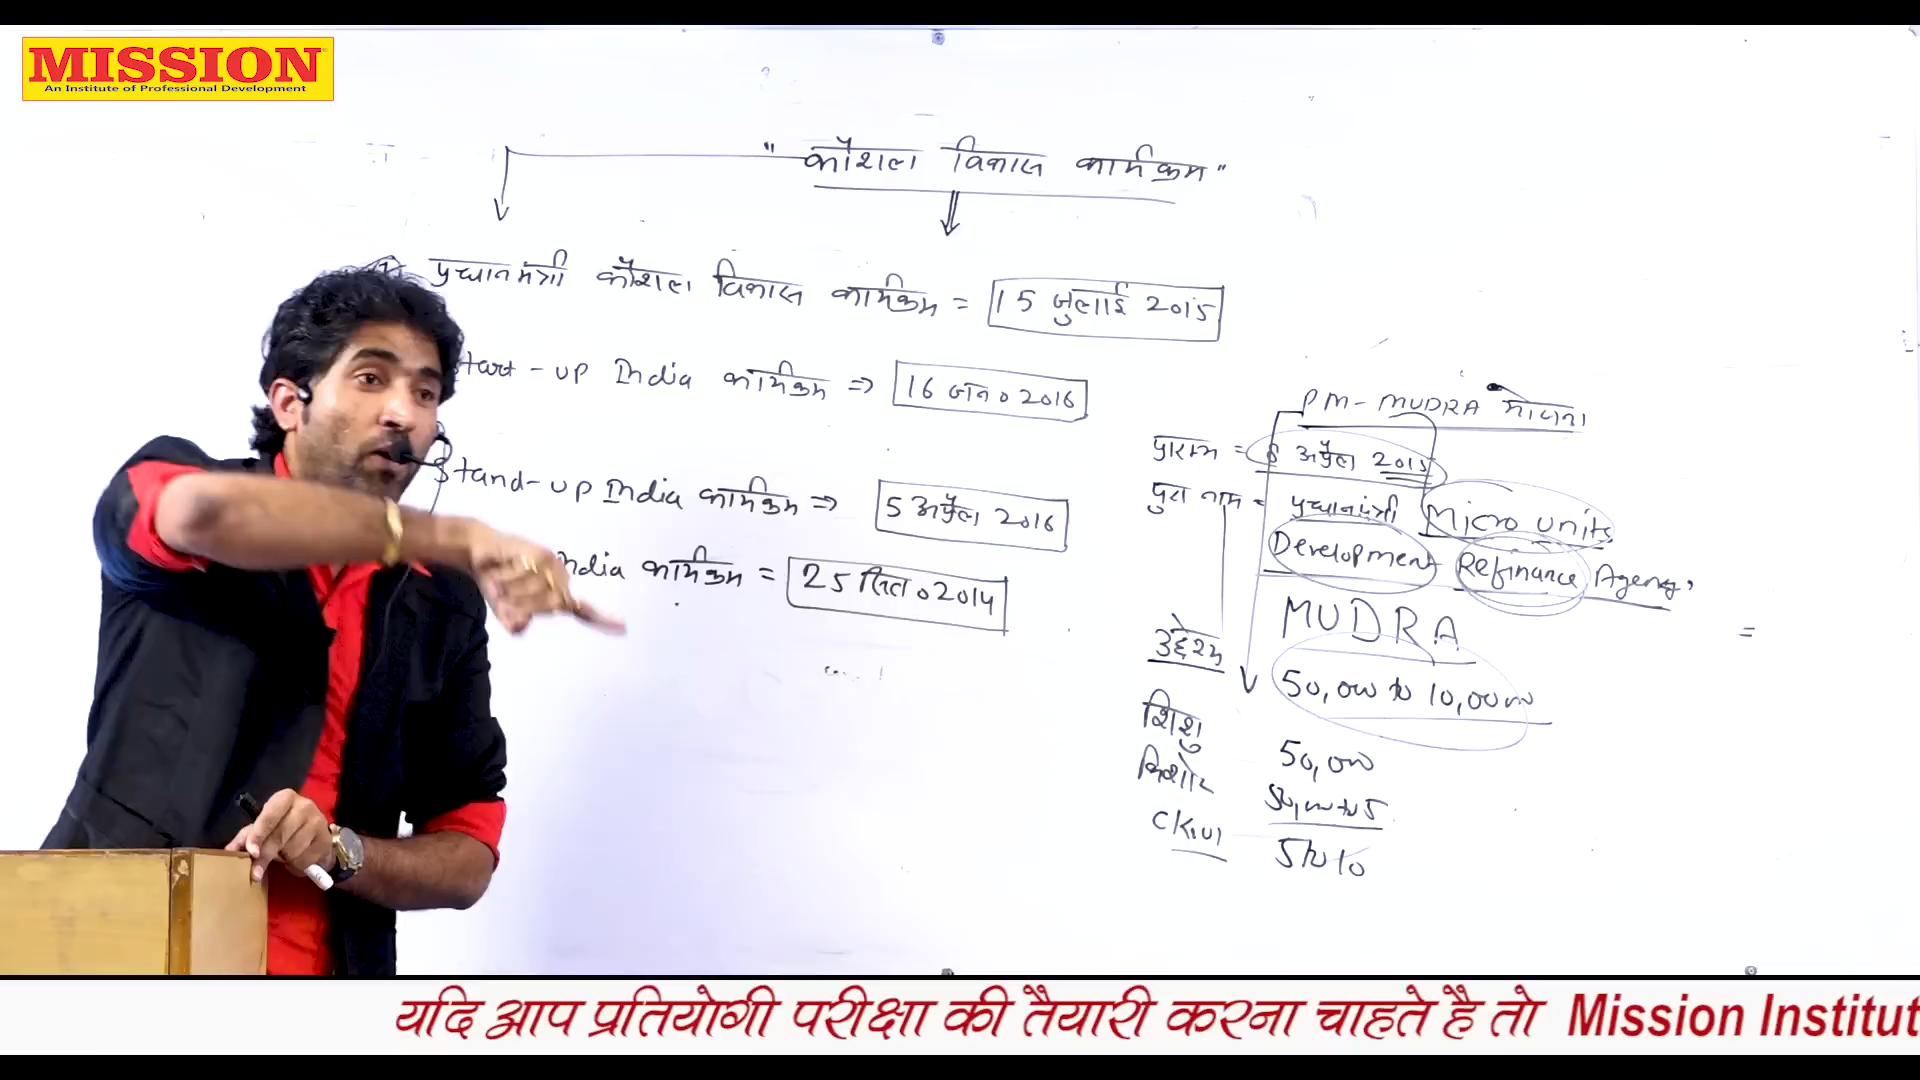 MISSION
An Institute of Professional Development
" कौशल विकास कार्यक्रम "
प्रधानमंत्री कौशल विकास कार्यक्रम = 15 जुलाई 2015
Start-up India कार्यक्रम ⇒ 16 जन० 2016
Stand-up India कार्यक्रम ⇒ 5 अप्रैल 2016
India कार्यक्रम = 25 सित० 2014
PM-MUDRA योजना
प्रारम्भ = 8 अप्रैल 2015
पुरा नाम = प्रधानमंत्री Micro units
Development Refinance Agency,
MUDRA
=
उद्देश्य
50,000 to 10,00000
शिशु 50,000
किशोर 50,000 to 5
5 to 10
यदि आप प्रतियोगी परीक्षा की तैयारी करना चाहते है तो Mission Institut